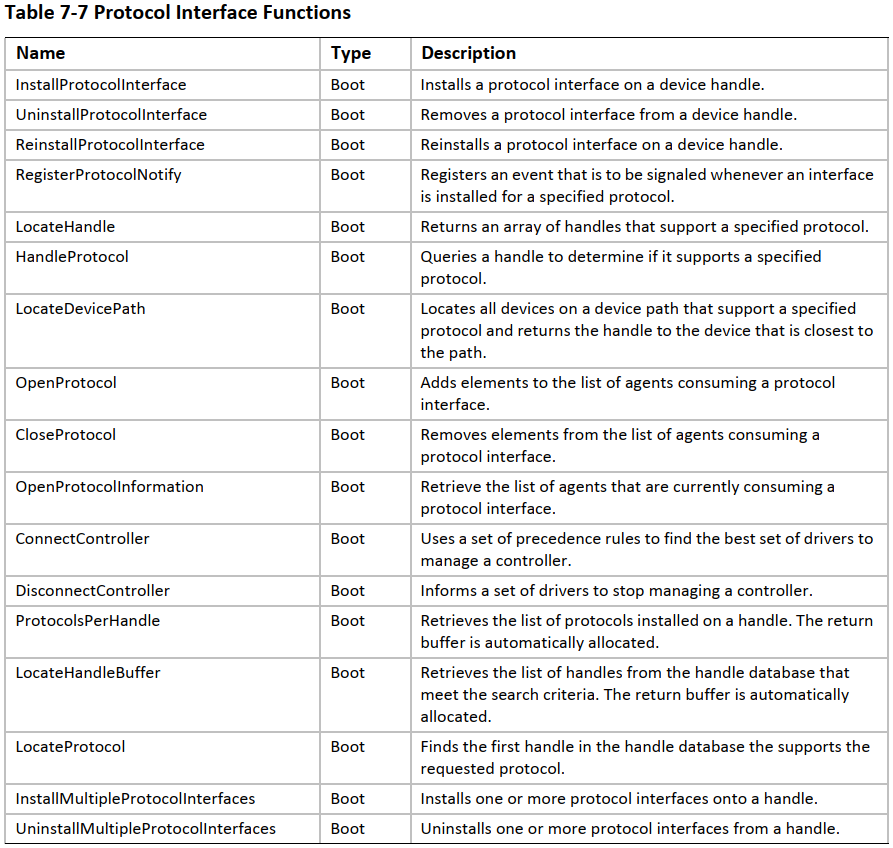 Table 7-7 Protocol Interface Functions
Name Type Description
InstallProtocolInterface Boot Installs a protocol interface on a device handle.
UninstallProtocolInterface Boot Removes a protocol interface from a device handle.
ReinstallProtocolInterface Boot Reinstalls a protocol interface on a device handle.
RegisterProtocolNotify Boot Registers an event that is to be signaled whenever an interface
is installed for a specified protocol.
LocateHandle Boot Returns an array of handles that support a specified protocol.
HandleProtocol Boot Queries a handle to determine if it supports a specified
protocol.
LocateDevicePath Boot Locates all devices on a device path that support a specified
protocol and returns the handle to the device that is closest to
the path.
OpenProtocol Boot Adds elements to the list of agents consuming a protocol
interface.
CloseProtocol Boot Removes elements from the list of agents consuming a
protocol interface.
OpenProtocolInformation Boot Retrieve the list of agents that are currently consuming a
protocol interface.
ConnectController Boot Uses a set of precedence rules to find the best set of drivers to
manage a controller.
DisconnectController Boot Informs a set of drivers to stop managing a controller.
ProtocolsPerHandle Boot Retrieves the list of protocols installed on a handle. The return
buffer is automatically allocated.
LocateHandleBuffer Boot Retrieves the list of handles from the handle database that
meet the search criteria. The return buffer is automatically
allocated.
LocateProtocol Boot Finds the first handle in the handle database the supports the
requested protocol.
InstallMultipleProtocolInterfaces Boot Installs one or more protocol interfaces onto a handle.
UninstallMultipleProtocolInterfaces Boot Uninstalls one or more protocol interfaces from a handle.